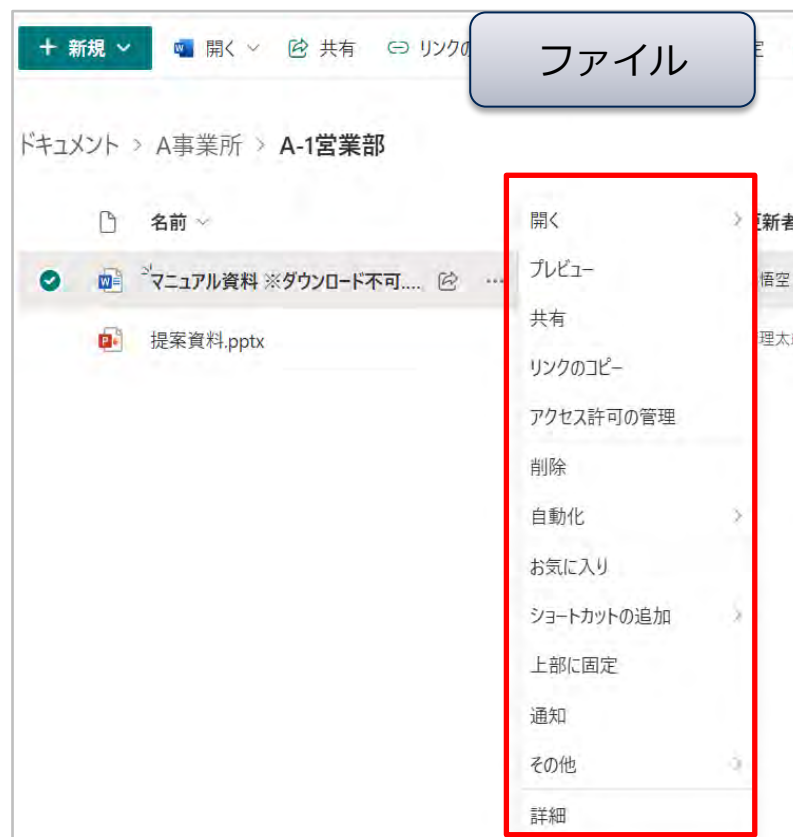 + 新規 開く 共有 リンクの
ファイル
ドキュメント > A事業所 > A-1営業部
名前
更新者
マニュアル資料 ※ダウンロード不可....
悟空
提案資料.pptx
理太
開く
プレビュー
共有
リンクのコピー
アクセス許可の管理
削除
自動化
お気に入り
ショートカットの追加
上部に固定
通知
その他
詳細